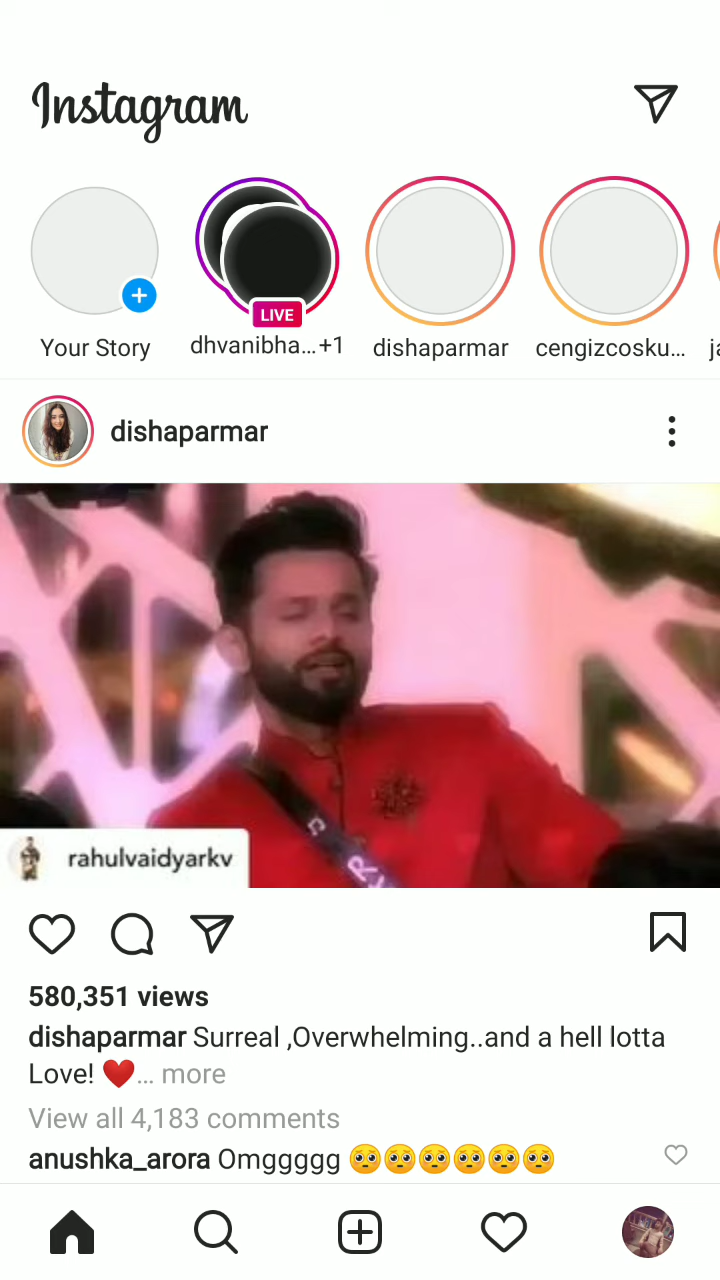 Instagram
LIVE
Your Story
dhvanibha...+1
dishaparmar
cengizcosku...
dishaparmar
rahulvaidyarkv
580,351 views
dishaparmar Surreal ,Overwhelming..and a hell lotta
Love! ❤️... more
View all 4,183 comments
anushka_arora Omggggg 🥺🥺🥺🥺🥺🥺